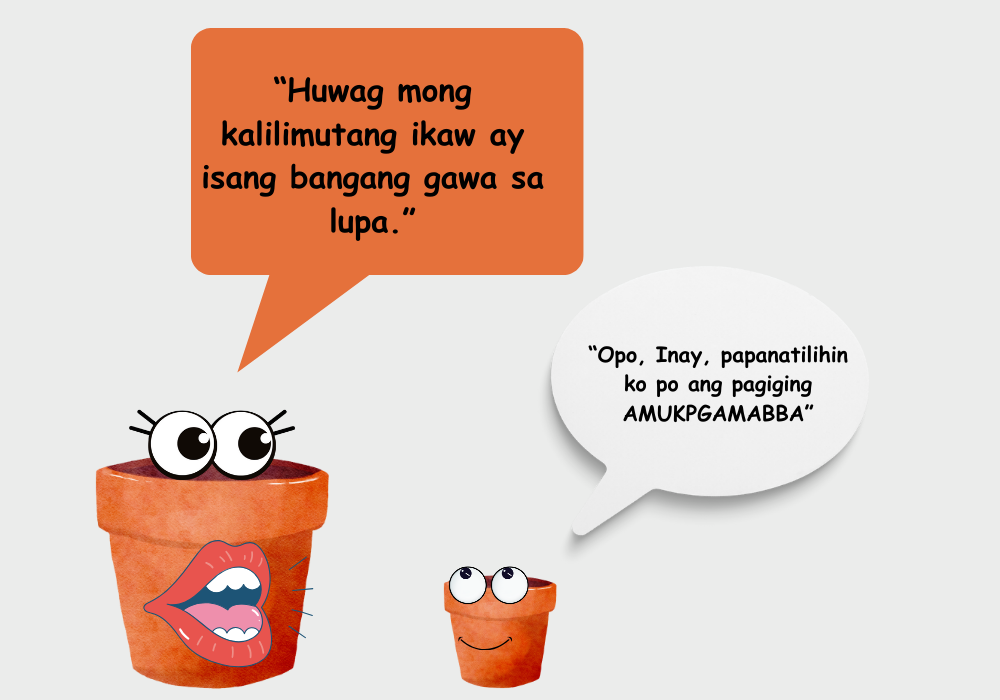 “Huwag mong
kalilimutang ikaw ay
isang bangang gawa sa
lupa.”
“Opo, Inay, papanatilihin
ko po ang pagiging
AMUKPGAMABBA”